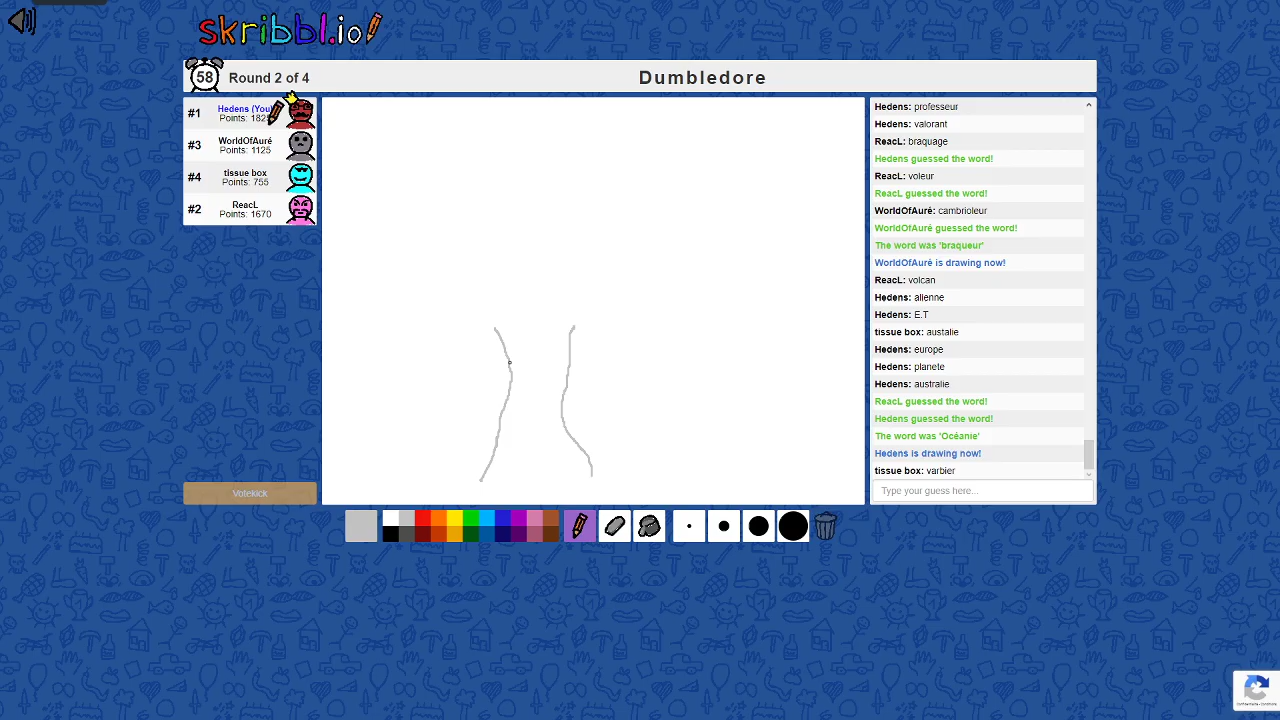 skribbl.io
58
Round 2 of 4
Dumbledore
#1
Hedens (You)
Points: 182
#3
WorldOfAuré
Points: 1125
#4
tissue box
Points: 755
#2
ReacL
Points: 1670
Votekick
Hedens: professeur
Hedens: valorant
ReacL: braquage
Hedens guessed the word!
ReacL: voleur
ReacL guessed the word!
WorldOfAuré: cambrioleur
WorldOfAuré guessed the word!
The word was 'braqueur'
WorldOfAuré is drawing now!
ReacL: volcan
Hedens: alienne
Hedens: E.T
tissue box: austalie
Hedens: europe
Hedens: planete
Hedens: australie
ReacL guessed the word!
Hedens guessed the word!
The word was 'Océanie'
Hedens is drawing now!
tissue box: varbier
Type your guess here...